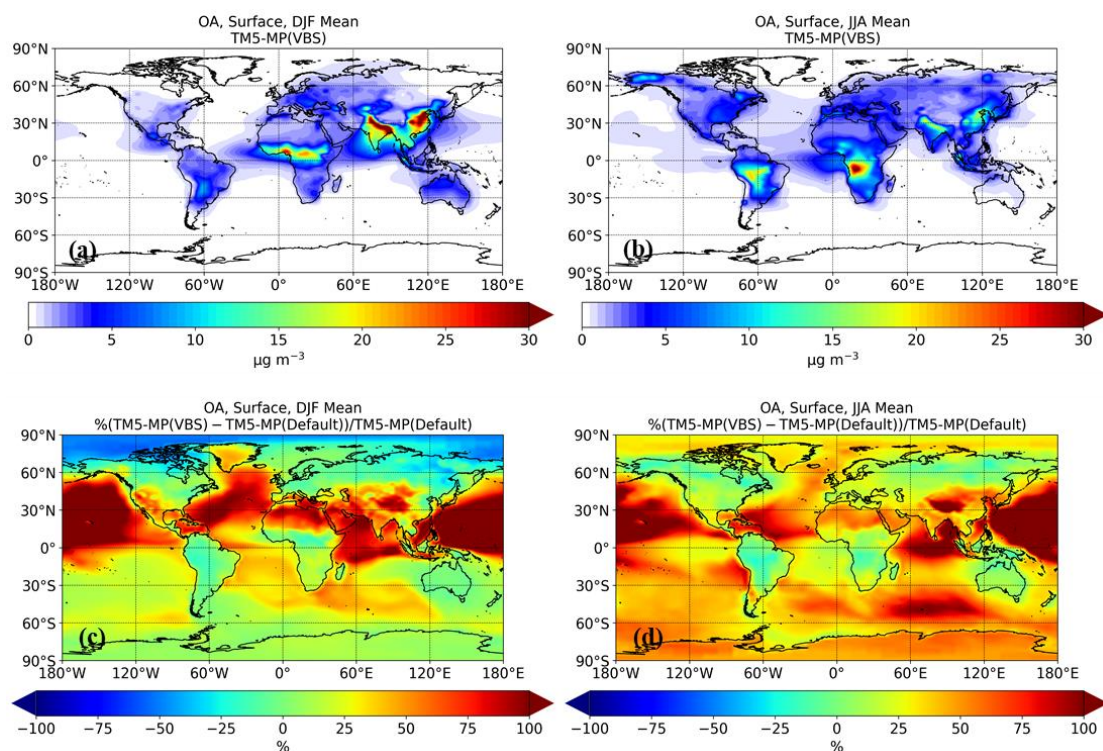 OA, Surface, DJF Mean
TM5-MP(VBS)
90°N
60°N
30°N
0°
30°S
60°S
90°S
(a)
180°W 120°W 60°W 0° 60°E 120°E 180°E
0 5 10 15 20 25 30
µg m⁻³
OA, Surface, JJA Mean
TM5-MP(VBS)
90°N
60°N
30°N
0°
30°S
60°S
90°S
(b)
180°W 120°W 60°W 0° 60°E 120°E 180°E
0 5 10 15 20 25 30
µg m⁻³
OA, Surface, DJF Mean
%(TM5-MP(VBS) − TM5-MP(Default))/TM5-MP(Default)
90°N
60°N
30°N
0°
30°S
60°S
90°S
(c)
180°W 120°W 60°W 0° 60°E 120°E 180°E
−100 −75 −50 −25 0 25 50 75 100
%
OA, Surface, JJA Mean
%(TM5-MP(VBS) − TM5-MP(Default))/TM5-MP(Default)
90°N
60°N
30°N
0°
30°S
60°S
90°S
(d)
180°W 120°W 60°W 0° 60°E 120°E 180°E
−100 −75 −50 −25 0 25 50 75 100
%